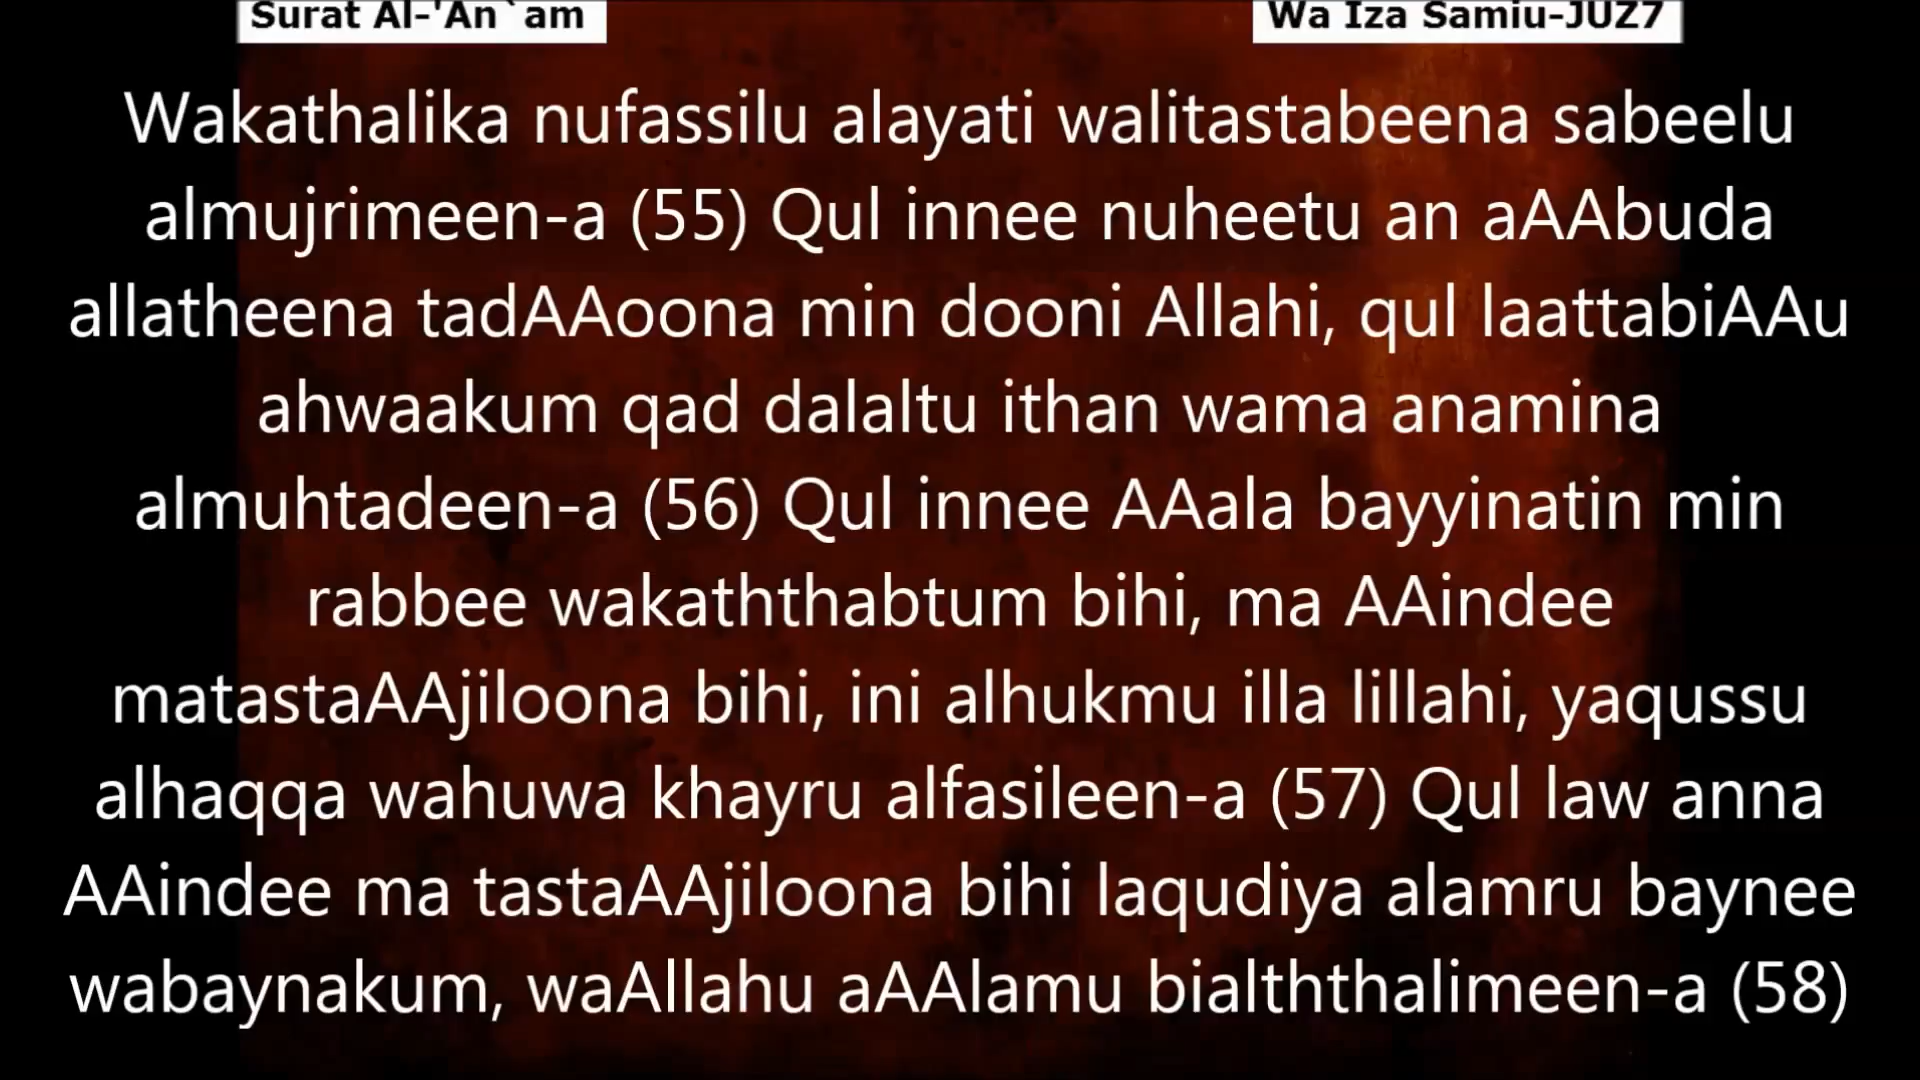 Surat Al-'An`am
Wa Iza Samiu-JUZ7
Wakathalika nufassilu alayati walitastabeena sabeelu
almujrimeen-a (55) Qul innee nuheetu an aAAbuda
allatheena tadAAoona min dooni Allahi, qul laattabiAAu
ahwaakum qad dalaltu ithan wama anamina
almuhtadeen-a (56) Qul innee AAala bayyinatin min
rabbee wakaththabtum bihi, ma AAindee
matastaAAjiloona bihi, ini alhukmu illa lillahi, yaqussu
alhaqqa wahuwa khayru alfasileen-a (57) Qul law anna
AAindee ma tastaAAjiloona bihi laqudiya alamru baynee
wabaynakum, waAllahu aAAlamu bialththalimeen-a (58)